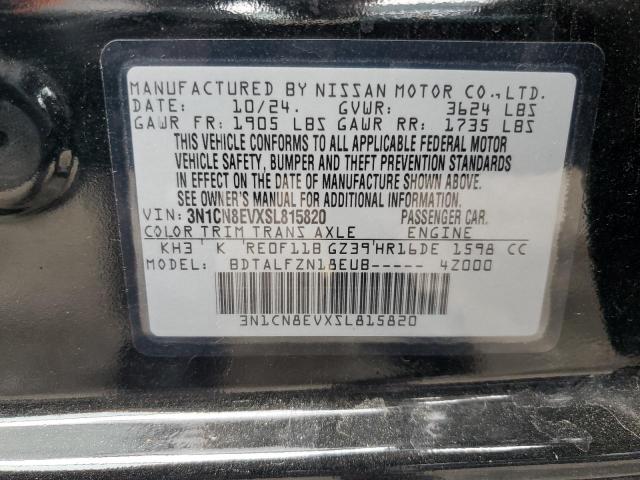 MANUFACTURED BY NISSAN MOTOR CO., LTD.
DATE: 10/24. GVWR: 3624 LBS
GAWR FR: 1905 LBS GAWR RR: 1735 LBS
THIS VEHICLE CONFORMS TO ALL APPLICABLE FEDERAL MOTOR
VEHICLE SAFETY, BUMPER AND THEFT PREVENTION STANDARDS
IN EFFECT ON THE DATE OF MANUFACTURE SHOWN ABOVE.
SEE OWNER MANUAL FOR ADDITIONAL INFORMATION
VIN: 3N1CN8EVXSL815820 PASSENGER CAR.
COLOR TRIM TRANS AXLE ENGINE
KH3 K RE0F11B GZ39 HR16DE 1598 CC
MODEL: BDTALFZN18EUB----- 4Z000
3N1CN8EVXSL815820